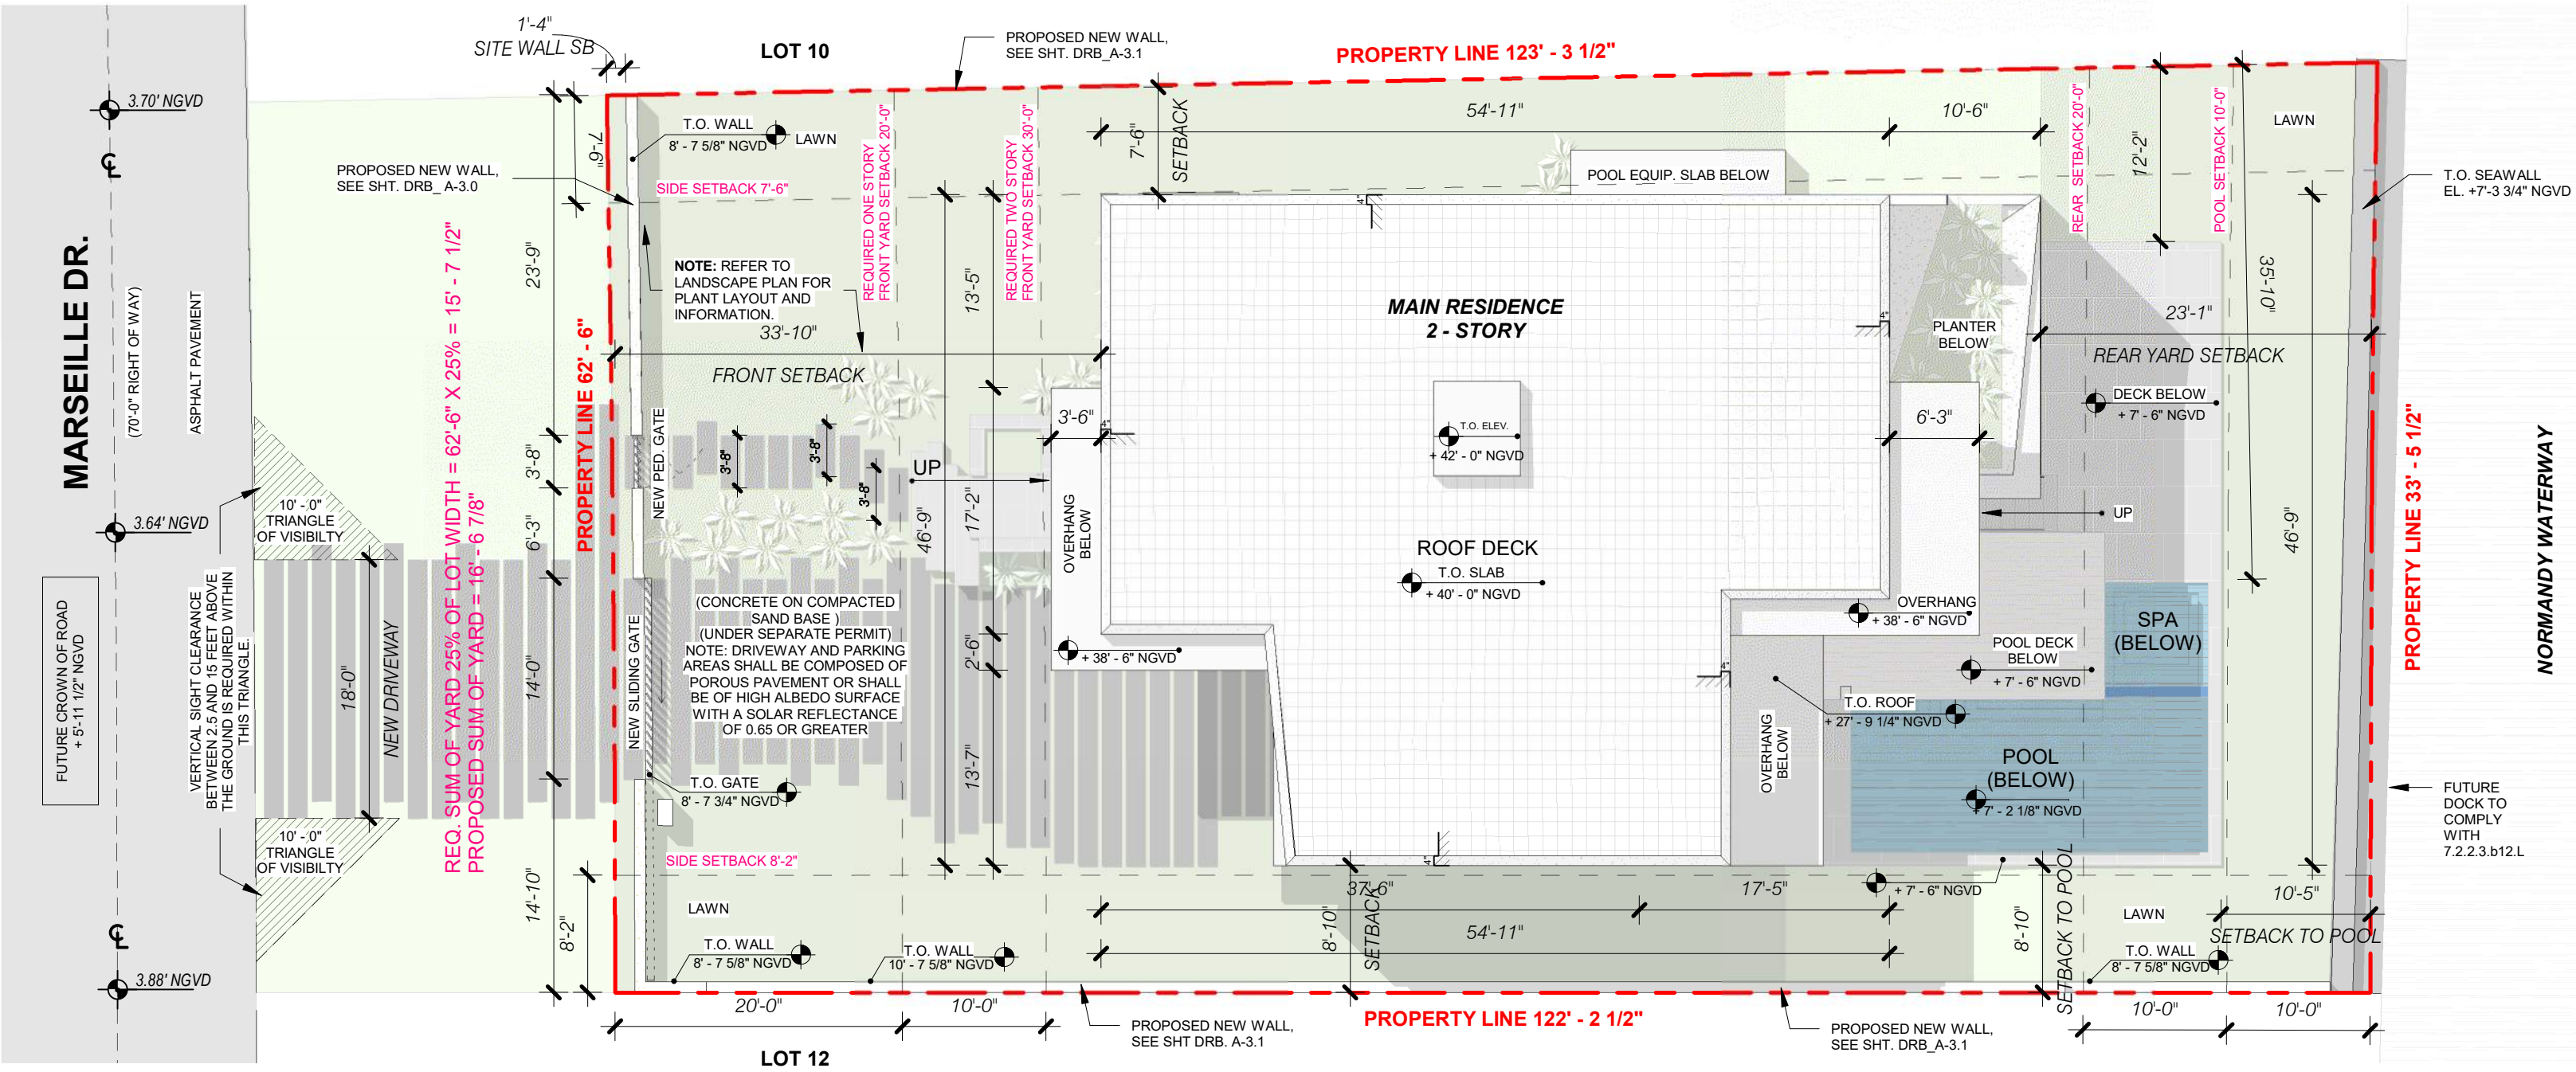 MARSEILLE DR.
(70'-0" RIGHT OF WAY)
ASPHALT PAVEMENT
3.70' NGVD
3.64' NGVD
3.88' NGVD
FUTURE CROWN OF ROAD
+ 5'-11 1/2" NGVD
VERTICAL SIGHT CLEARANCE
BETWEEN 2.5 AND 15 FEET ABOVE
THE GROUND IS REQUIRED WITHIN
THIS TRIANGLE.
10' - 0"
TRIANGLE
OF VISIBILTY
10' - 0"
TRIANGLE
OF VISIBILTY
18'-0"
NEW DRIVEWAY
REQ. SUM OF YARD 25% OF LOT WIDTH = 62'-6" X 25% = 15' - 7 1/2"
PROPOSED SUM OF YARD = 16' - 6 7/8"
1'-4"
SITE WALL SB
LOT 10
PROPOSED NEW WALL,
SEE SHT. DRB_A-3.1
PROPERTY LINE 123' - 3 1/2"
PROPOSED NEW WALL,
SEE SHT. DRB_ A-3.0
7'-6"
23'-9"
3'-8"
6'-3"
14'-0"
14'-10"
8'-2"
PROPERTY LINE 62' - 6"
T.O. WALL
8' - 7 5/8" NGVD
LAWN
SIDE SETBACK 7'-6"
REQUIRED ONE STORY
FRONT YARD SETBACK 20'-0"
REQUIRED TWO STORY
FRONT YARD SETBACK 30'-0"
NOTE: REFER TO
LANDSCAPE PLAN FOR
PLANT LAYOUT AND
INFORMATION.
33'-10"
FRONT SETBACK
NEW PED. GATE
3'-8"
3'-8"
3'-8"
UP
13'-5"
46'-9"
17'-2"
2'-6"
13'-7"
NEW SLIDING GATE
(CONCRETE ON COMPACTED
SAND BASE )
(UNDER SEPARATE PERMIT)
NOTE: DRIVEWAY AND PARKING
AREAS SHALL BE COMPOSED OF
POROUS PAVEMENT OR SHALL
BE OF HIGH ALBEDO SURFACE
WITH A SOLAR REFLECTANCE
OF 0.65 OR GREATER
T.O. GATE
8' - 7 3/4" NGVD
SIDE SETBACK 8'-2"
LAWN
T.O. WALL
8' - 7 5/8" NGVD
T.O. WALL
10' - 7 5/8" NGVD
20'-0"
10'-0"
LOT 12
PROPOSED NEW WALL,
SEE SHT DRB. A-3.1
PROPERTY LINE 122' - 2 1/2"
PROPOSED NEW WALL,
SEE SHT. DRB_A-3.1
7'-6"
SETBACK
54'-11"
10'-6"
POOL EQUIP. SLAB BELOW
4"
4"
4"
4"
4"
MAIN RESIDENCE
2 - STORY
3'-6"
OVERHANG
BELOW
+ 38' - 6" NGVD
T.O. ELEV.
+ 42' - 0" NGVD
ROOF DECK
T.O. SLAB
+ 40' - 0" NGVD
PLANTER
BELOW
6'-3"
UP
OVERHANG
+ 38' - 6" NGVD
T.O. ROOF
+ 27' - 9 1/4" NGVD
OVERHANG
BELOW
37'-6"
17'-5"
54'-11"
8'-10"
SETBACK
REAR SETBACK 20'-0"
POOL SETBACK 10'-0"
12'-2"
LAWN
35'-10"
23'-1"
REAR YARD SETBACK
DECK BELOW
+ 7' - 6" NGVD
46'-9"
POOL DECK
BELOW
+ 7' - 6" NGVD
SPA
(BELOW)
POOL
(BELOW)
+ 7' - 2 1/8" NGVD
+ 7' - 6" NGVD
8'-10"
SETBACK TO POOL
LAWN
10'-5"
SETBACK TO POOL
T.O. WALL
8' - 7 5/8" NGVD
10'-0"
10'-0"
T.O. SEAWALL
EL. +7'-3 3/4" NGVD
PROPERTY LINE 33' - 5 1/2"
NORMANDY WATERWAY
FUTURE
DOCK TO
COMPLY
WITH
7.2.2.3.b12.L